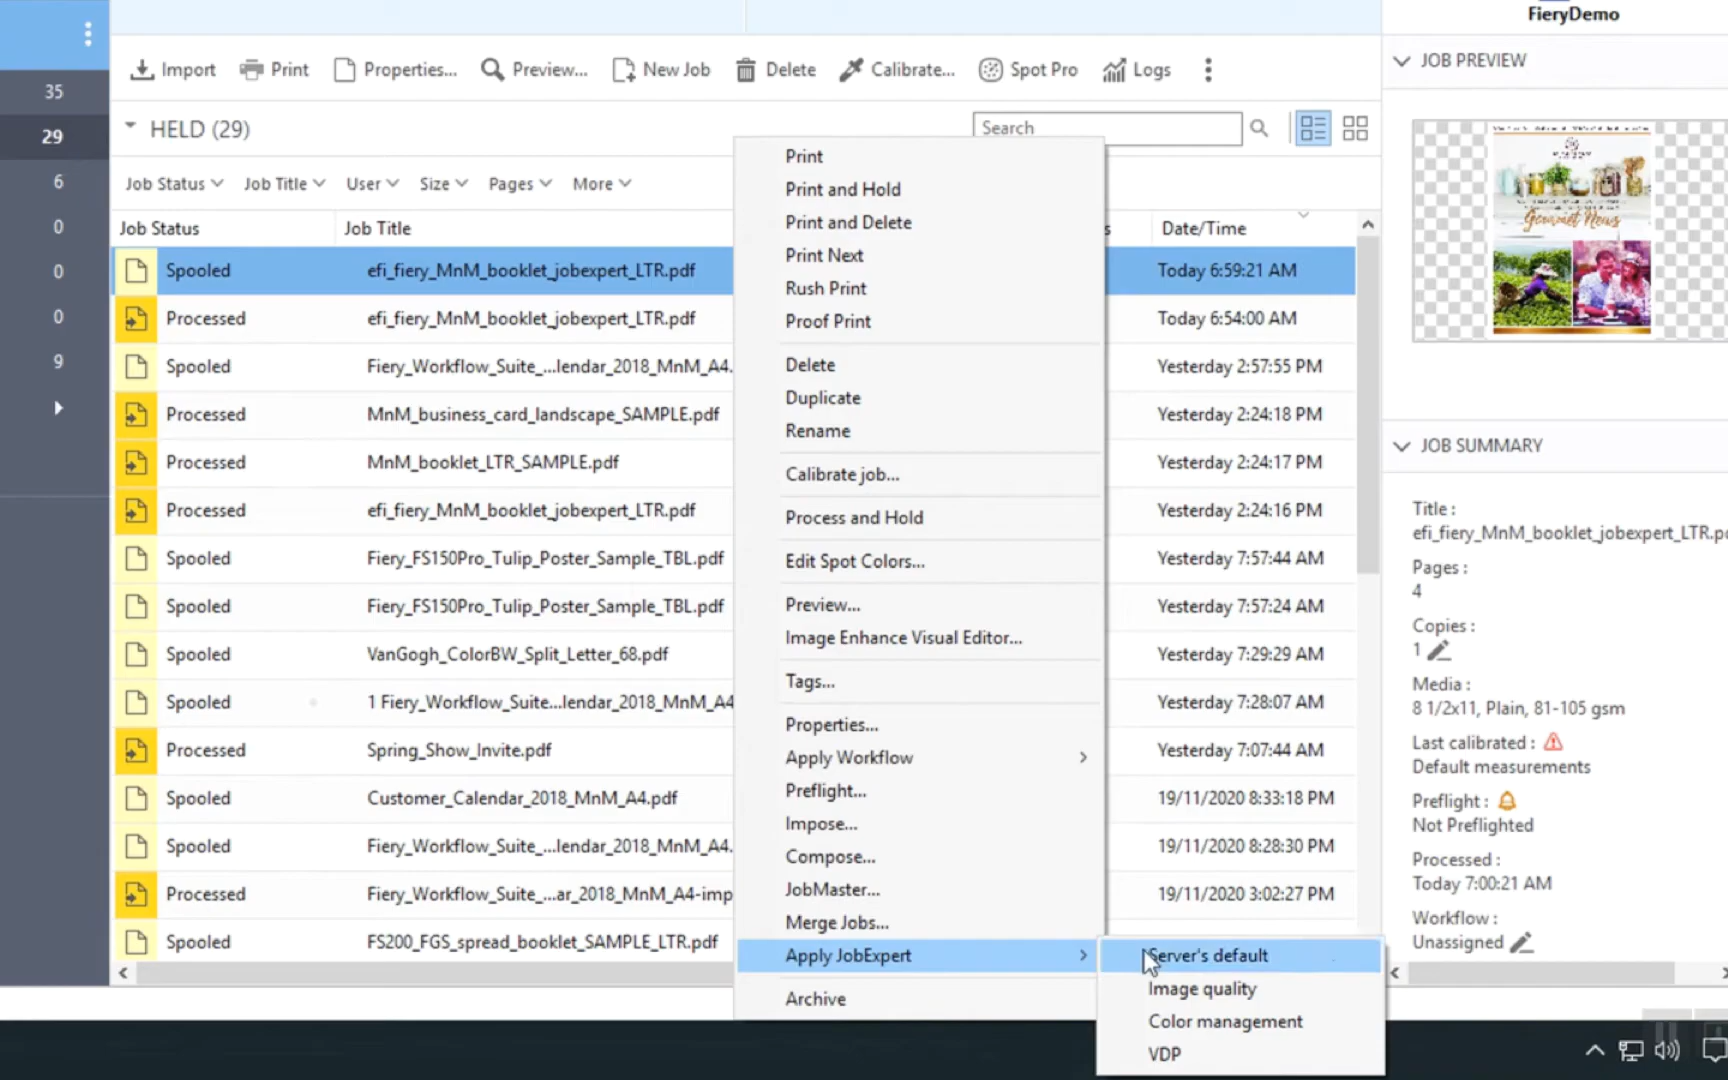 FieryDemo
Import Print Properties... Preview... New Job Delete Calibrate... Spot Pro Logs
JOB PREVIEW
35
29
6
0
0
0
9
HELD (29)
Search
Job Status Job Title User Size Pages More
Job Status Job Title s Date/Time
Spooled efi_fiery_MnM_booklet_jobexpert_LTR.pdf Today 6:59:21 AM
Processed efi_fiery_MnM_booklet_jobexpert_LTR.pdf Today 6:54:00 AM
Spooled Fiery_Workflow_Suite_...lendar_2018_MnM_A4. Yesterday 2:57:55 PM
Processed MnM_business_card_landscape_SAMPLE.pdf Yesterday 2:24:18 PM
Processed MnM_booklet_LTR_SAMPLE.pdf Yesterday 2:24:17 PM
Processed efi_fiery_MnM_booklet_jobexpert_LTR.pdf Yesterday 2:24:16 PM
Spooled Fiery_FS150Pro_Tulip_Poster_Sample_TBL.pdf Yesterday 7:57:44 AM
Spooled Fiery_FS150Pro_Tulip_Poster_Sample_TBL.pdf Yesterday 7:57:24 AM
Spooled VanGogh_ColorBW_Split_Letter_68.pdf Yesterday 7:29:29 AM
Spooled 1 Fiery_Workflow_Suite...lendar_2018_MnM_A4 Yesterday 7:28:07 AM
Processed Spring_Show_Invite.pdf Yesterday 7:07:44 AM
Spooled Customer_Calendar_2018_MnM_A4.pdf 19/11/2020 8:33:18 PM
Spooled Fiery_Workflow_Suite_...lendar_2018_MnM_A4. 19/11/2020 8:28:30 PM
Processed Fiery_Workflow_Suite_...ar_2018_MnM_A4-imp 19/11/2020 3:02:27 PM
Spooled FS200_FGS_spread_booklet_SAMPLE_LTR.pdf
Print
Print and Hold
Print and Delete
Print Next
Rush Print
Proof Print
Delete
Duplicate
Rename
Calibrate job...
Process and Hold
Edit Spot Colors...
Preview...
Image Enhance Visual Editor...
Tags...
Properties...
Apply Workflow
Preflight...
Impose...
Compose...
JobMaster...
Merge Jobs...
Apply JobExpert
Archive
Server's default
Image quality
Color management
VDP
Gourmet News
JOB SUMMARY
Title :
efi_fiery_MnM_booklet_jobexpert_LTR.pd
Pages :
4
Copies :
1
Media :
8 1/2x11, Plain, 81-105 gsm
Last calibrated :
Default measurements
Preflight :
Not Preflighted
Processed :
Today 7:00:21 AM
Workflow :
Unassigned